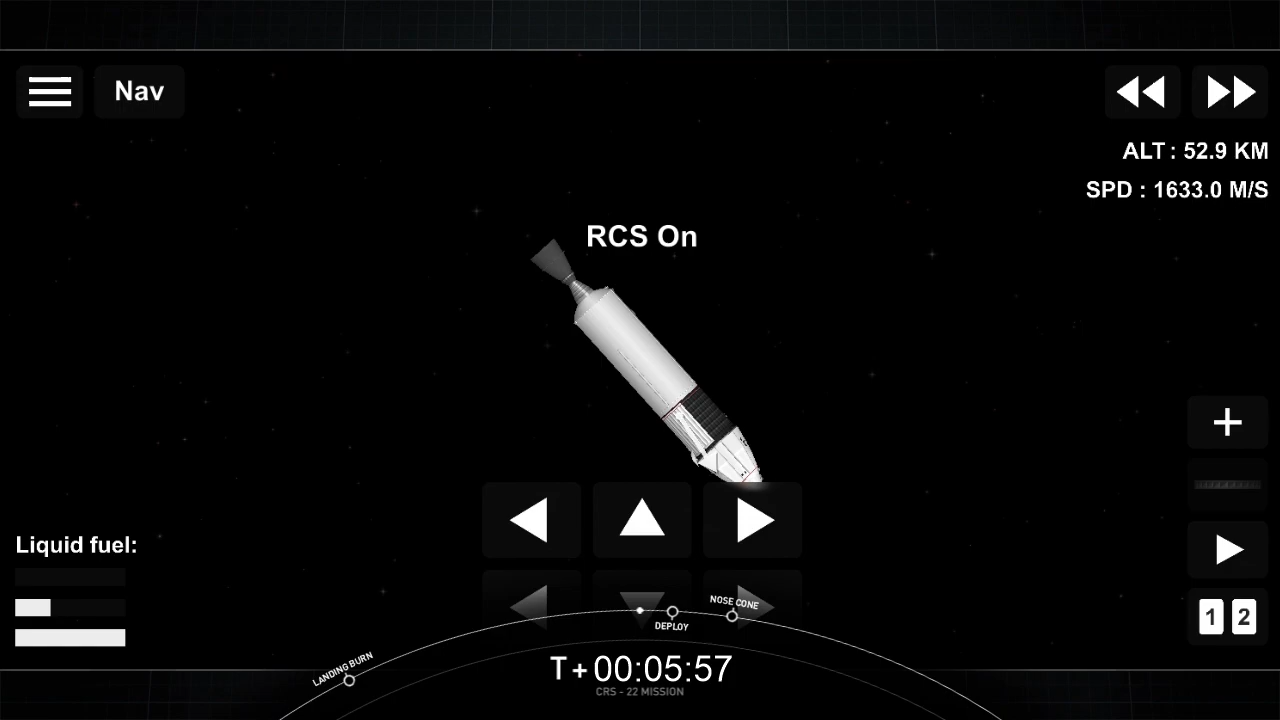 Nav
ALT : 52.9 KM
SPD : 1633.0 M/S
RCS On
Liquid fuel:
1 2
NOSE CONE
DEPLOY
LANDING BURN
T+00:05:57
CRS - 22 MISSION